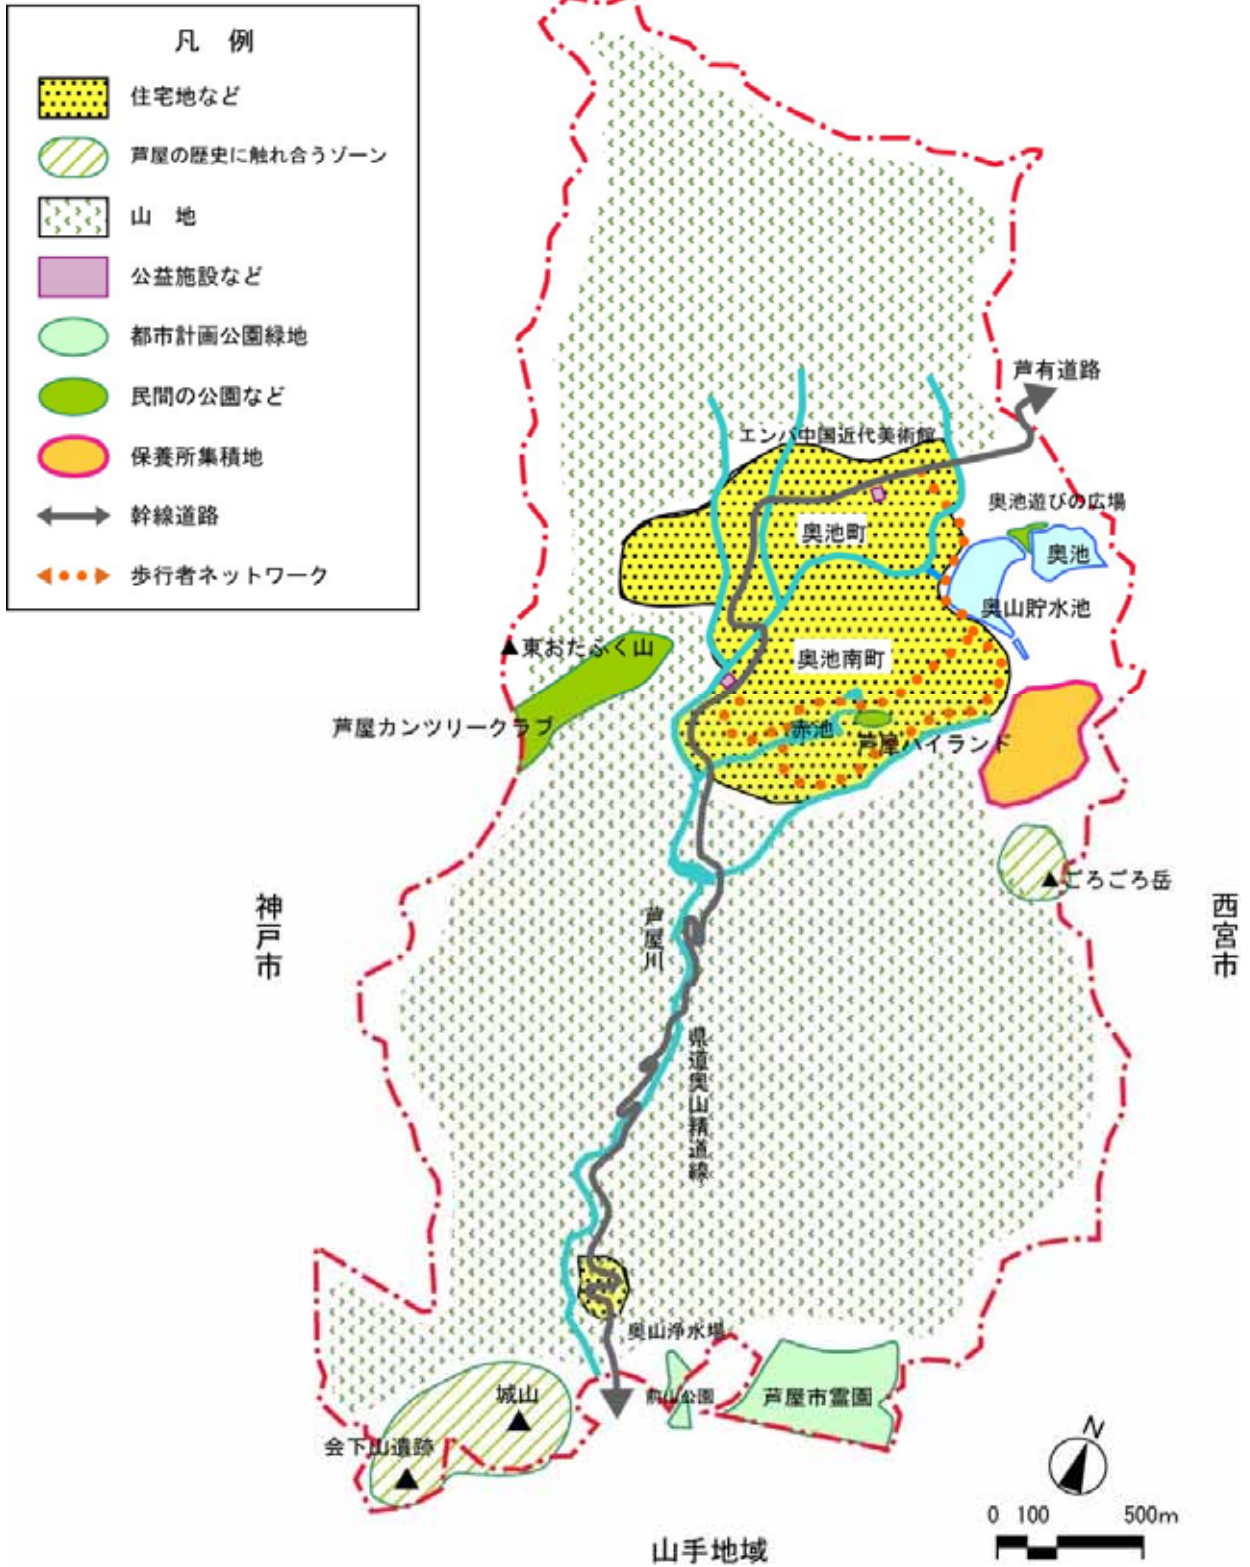 凡 例
住宅地など
芦屋の歴史に触れ合うゾーン
山 地
公益施設など
都市計画公園緑地
民間の公園など
保養所集積地
幹線道路
歩行者ネットワーク
芦有道路
エンバ中国近代美術館
奥池遊びの広場
奥池町
奥池
奥山貯水池
東おたふく山
奥池南町
芦屋カンツリークラブ
赤池
芦屋ハイランド
ごろごろ岳
神戸市
西宮市
芦屋川
県道奥山精道線
奥山浄水場
城山
前山公園
芦屋市霊園
会下山遺跡
N
0 100 500m
山手地域